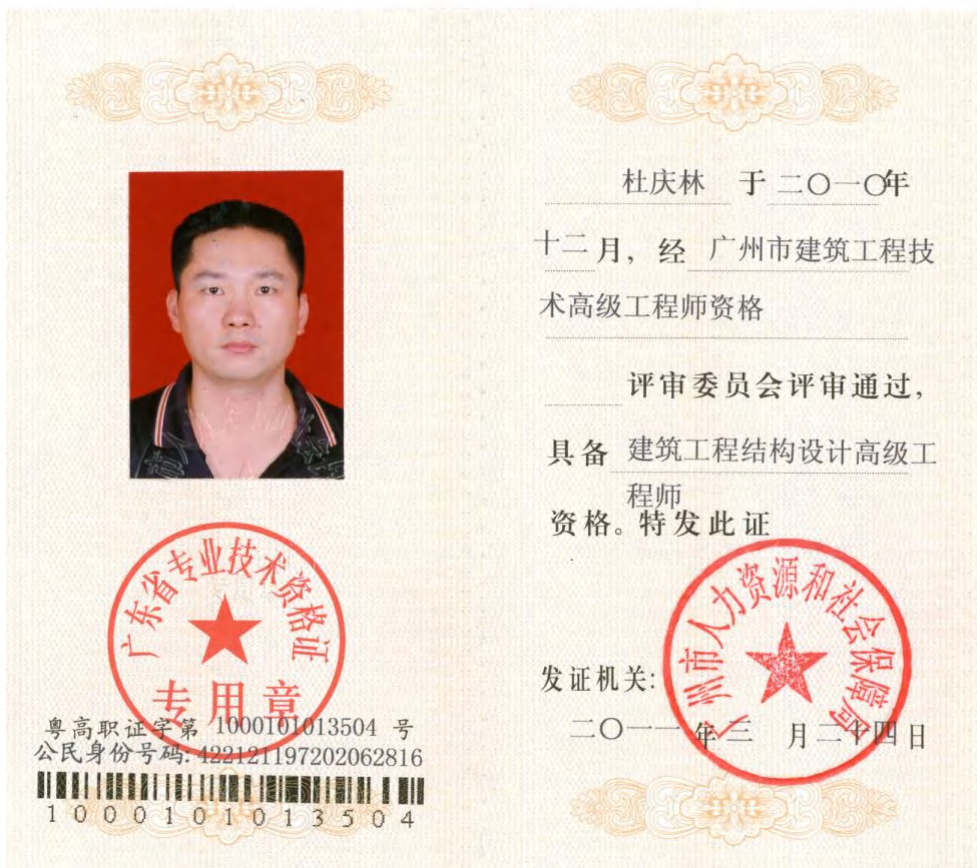 广东省专业技术资格证
专用章
粤高职证字第 1000101013504 号
公民身份号码: 422121197202062816
1000101013504
杜庆林 于 二〇一〇年
十二月，经 广州市建筑工程技
术高级工程师资格
评审委员会评审通过，
具备 建筑工程结构设计高级工
程师
资格。特发此证
广州市人力资源和社会保障局
发证机关:
二〇一一年三 月二十四日